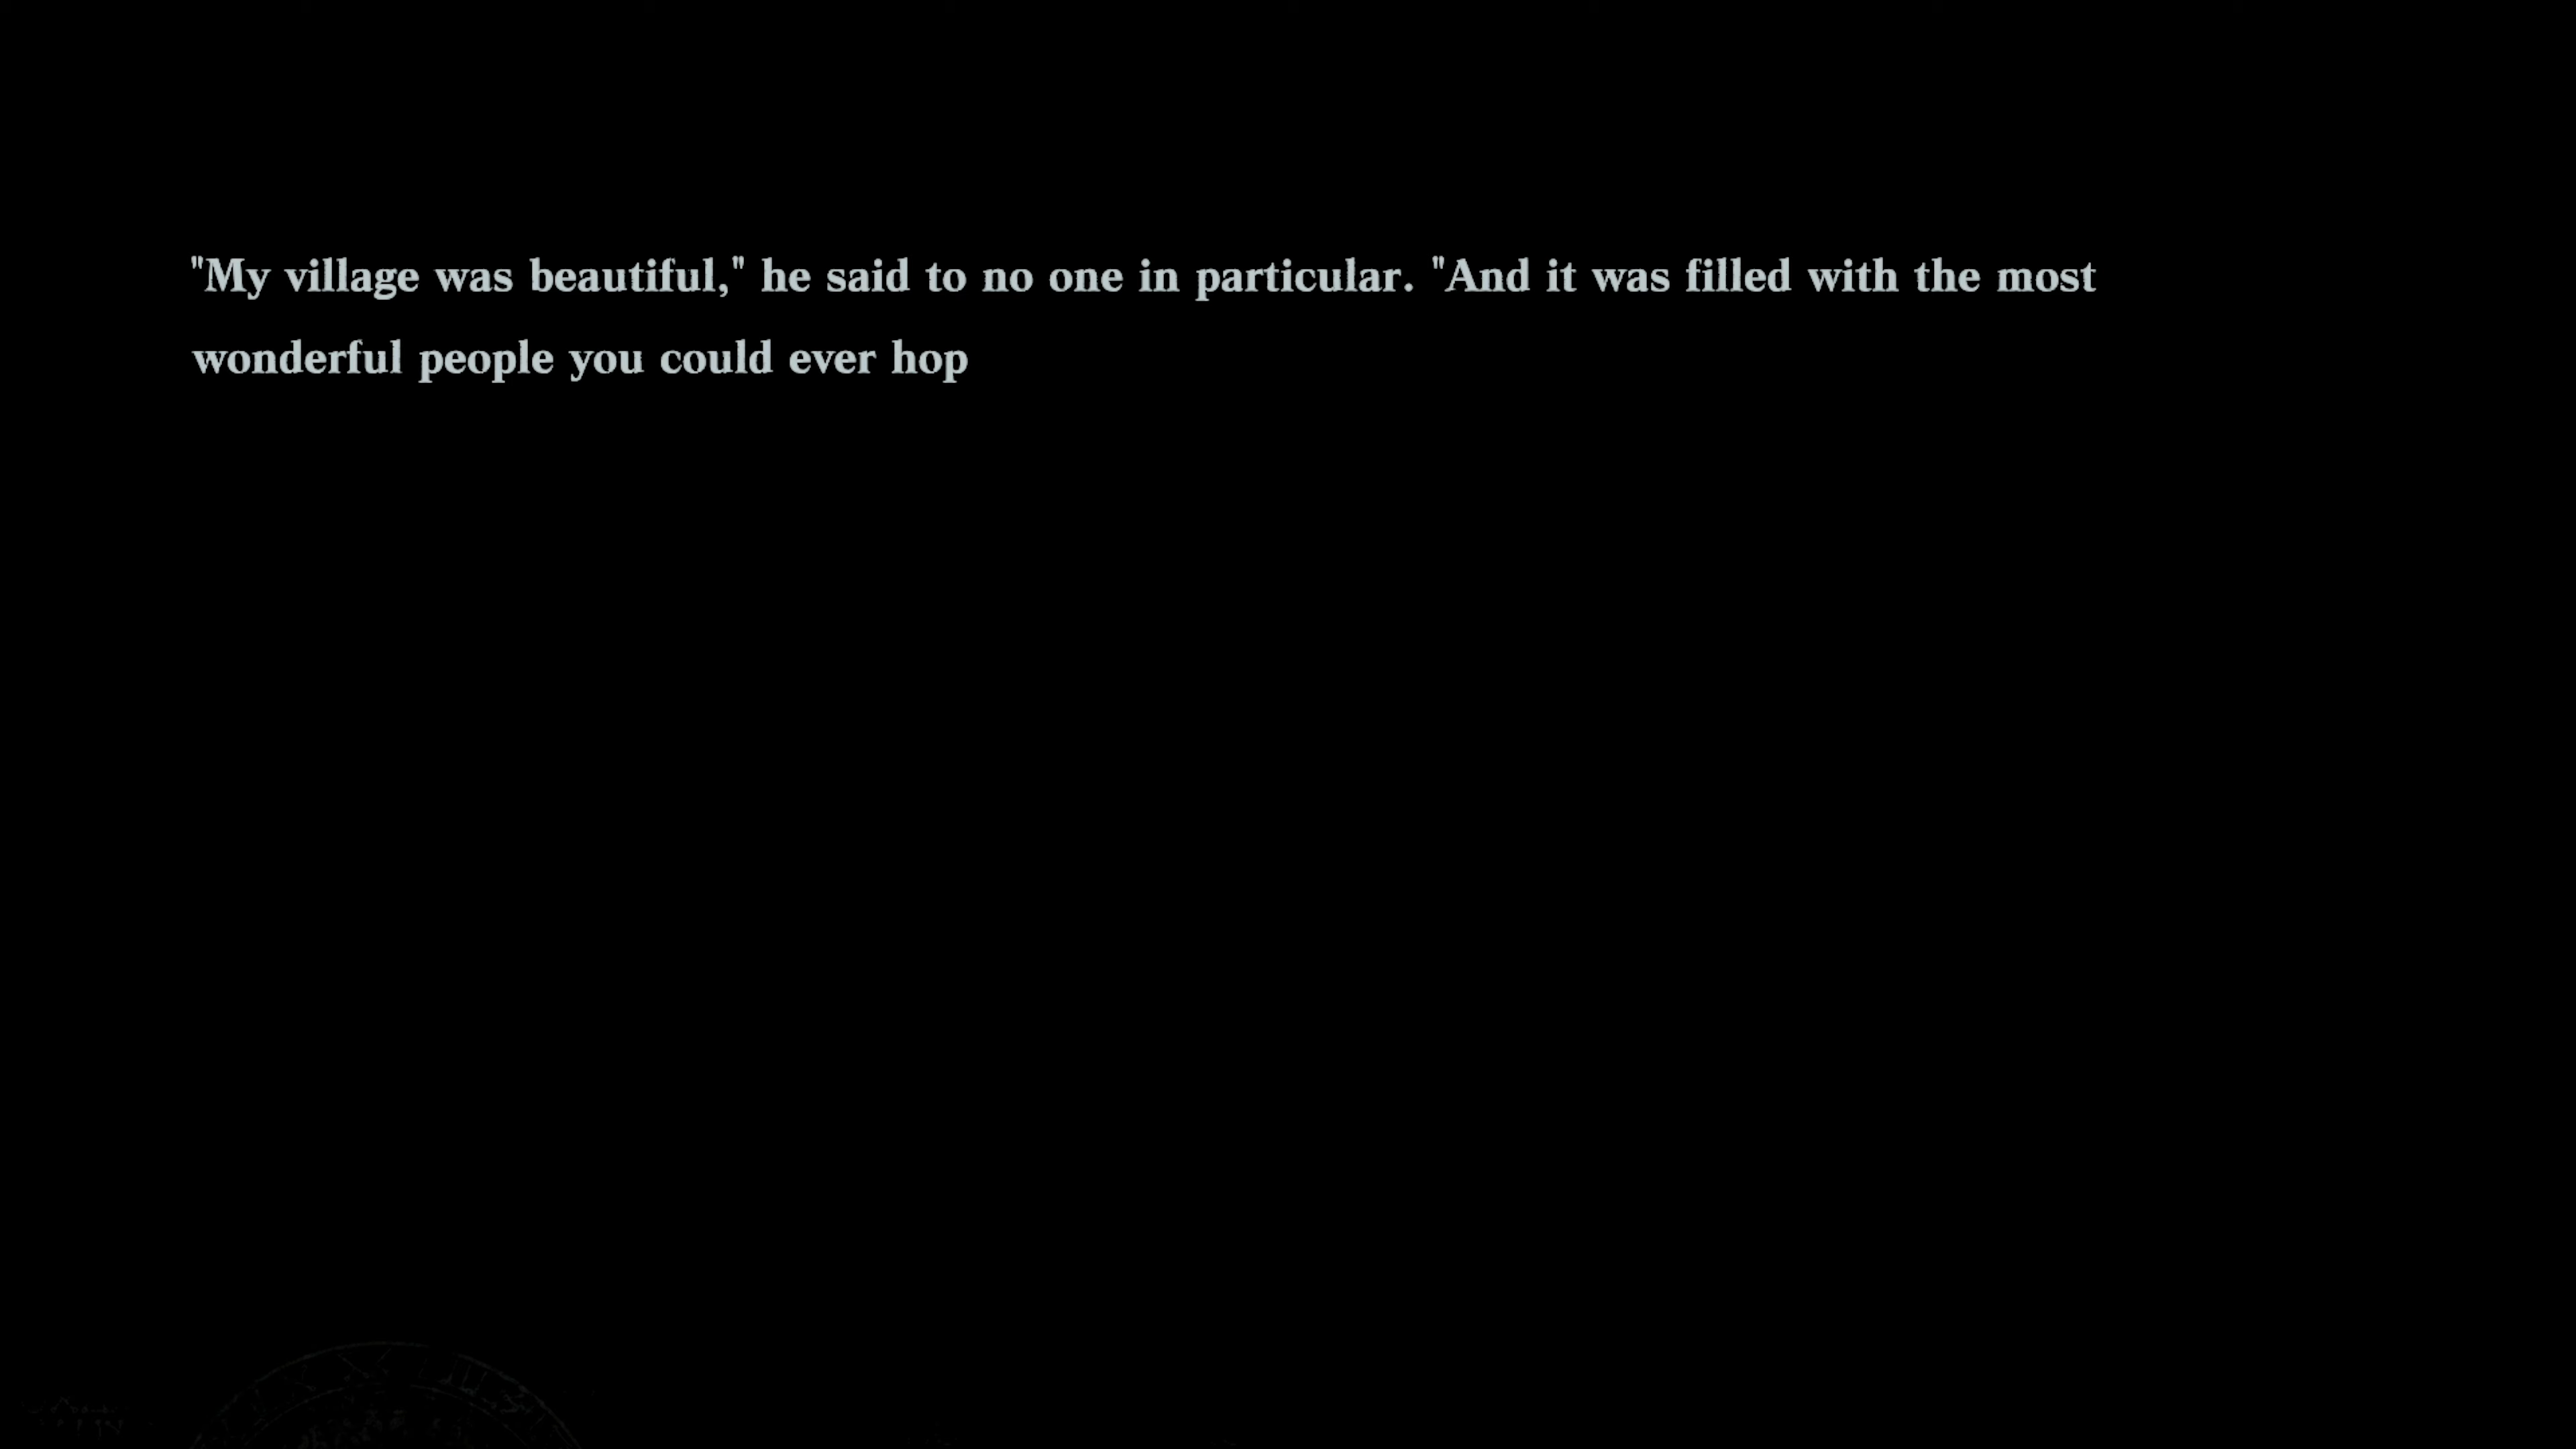 "My village was beautiful," he said to no one in particular. "And it was filled with the most
wonderful people you could ever hop